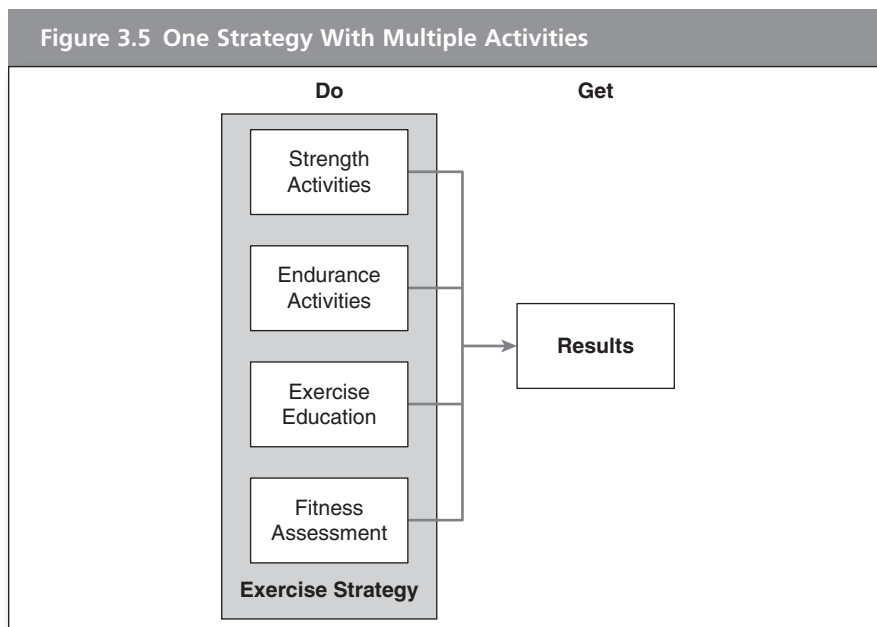 Figure 3.5 One Strategy With Multiple Activities
Do
Get
Strength
Activities
Endurance
Activities
Exercise
Education
Fitness
Assessment
Exercise Strategy
Results